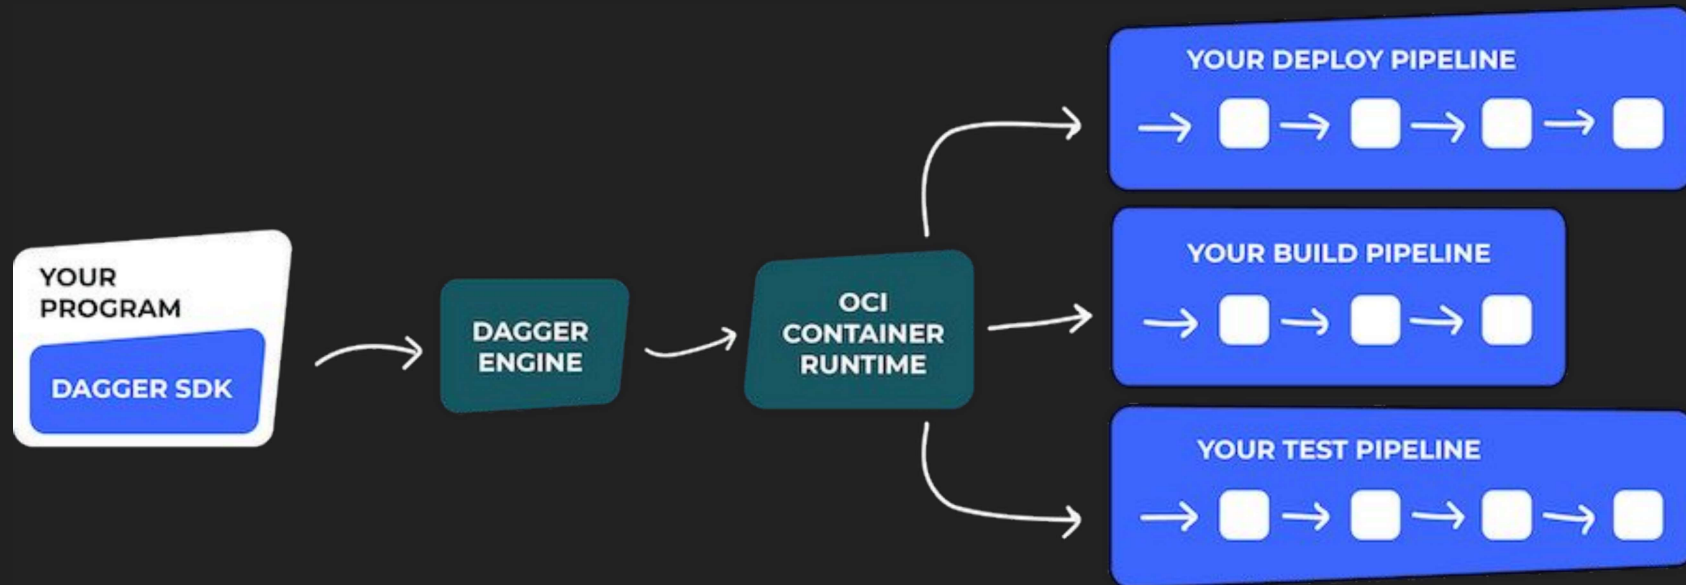 YOUR
PROGRAM
DAGGER SDK
DAGGER
ENGINE
OCI
CONTAINER
RUNTIME
YOUR DEPLOY PIPELINE
YOUR BUILD PIPELINE
YOUR TEST PIPELINE